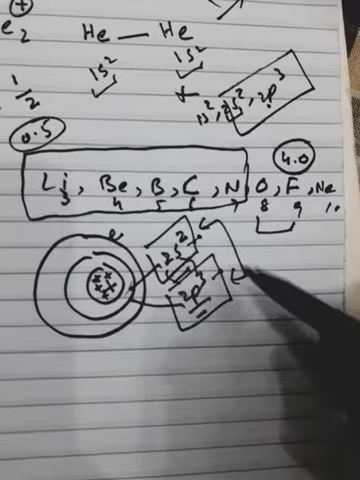 +
e2 He — He
1/2 1s² 1s²
1s², 2s², 2p³
0.5 4.0
Li, Be, B, C, N, O, F, Ne
3 4 5 6 7 8 9 10
e
2s²
2p³